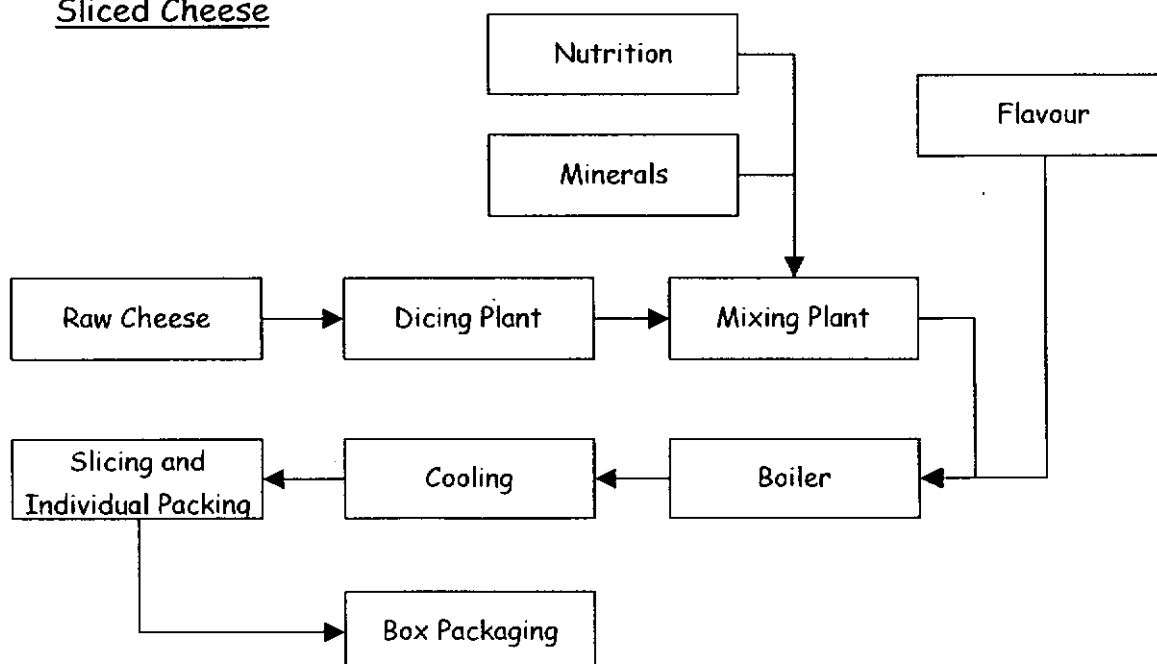 Sliced Cheese
Nutrition
Flavour
Minerals
Raw Cheese
Dicing Plant
Mixing Plant
Slicing and
Individual Packing
Cooling
Boiler
Box Packaging